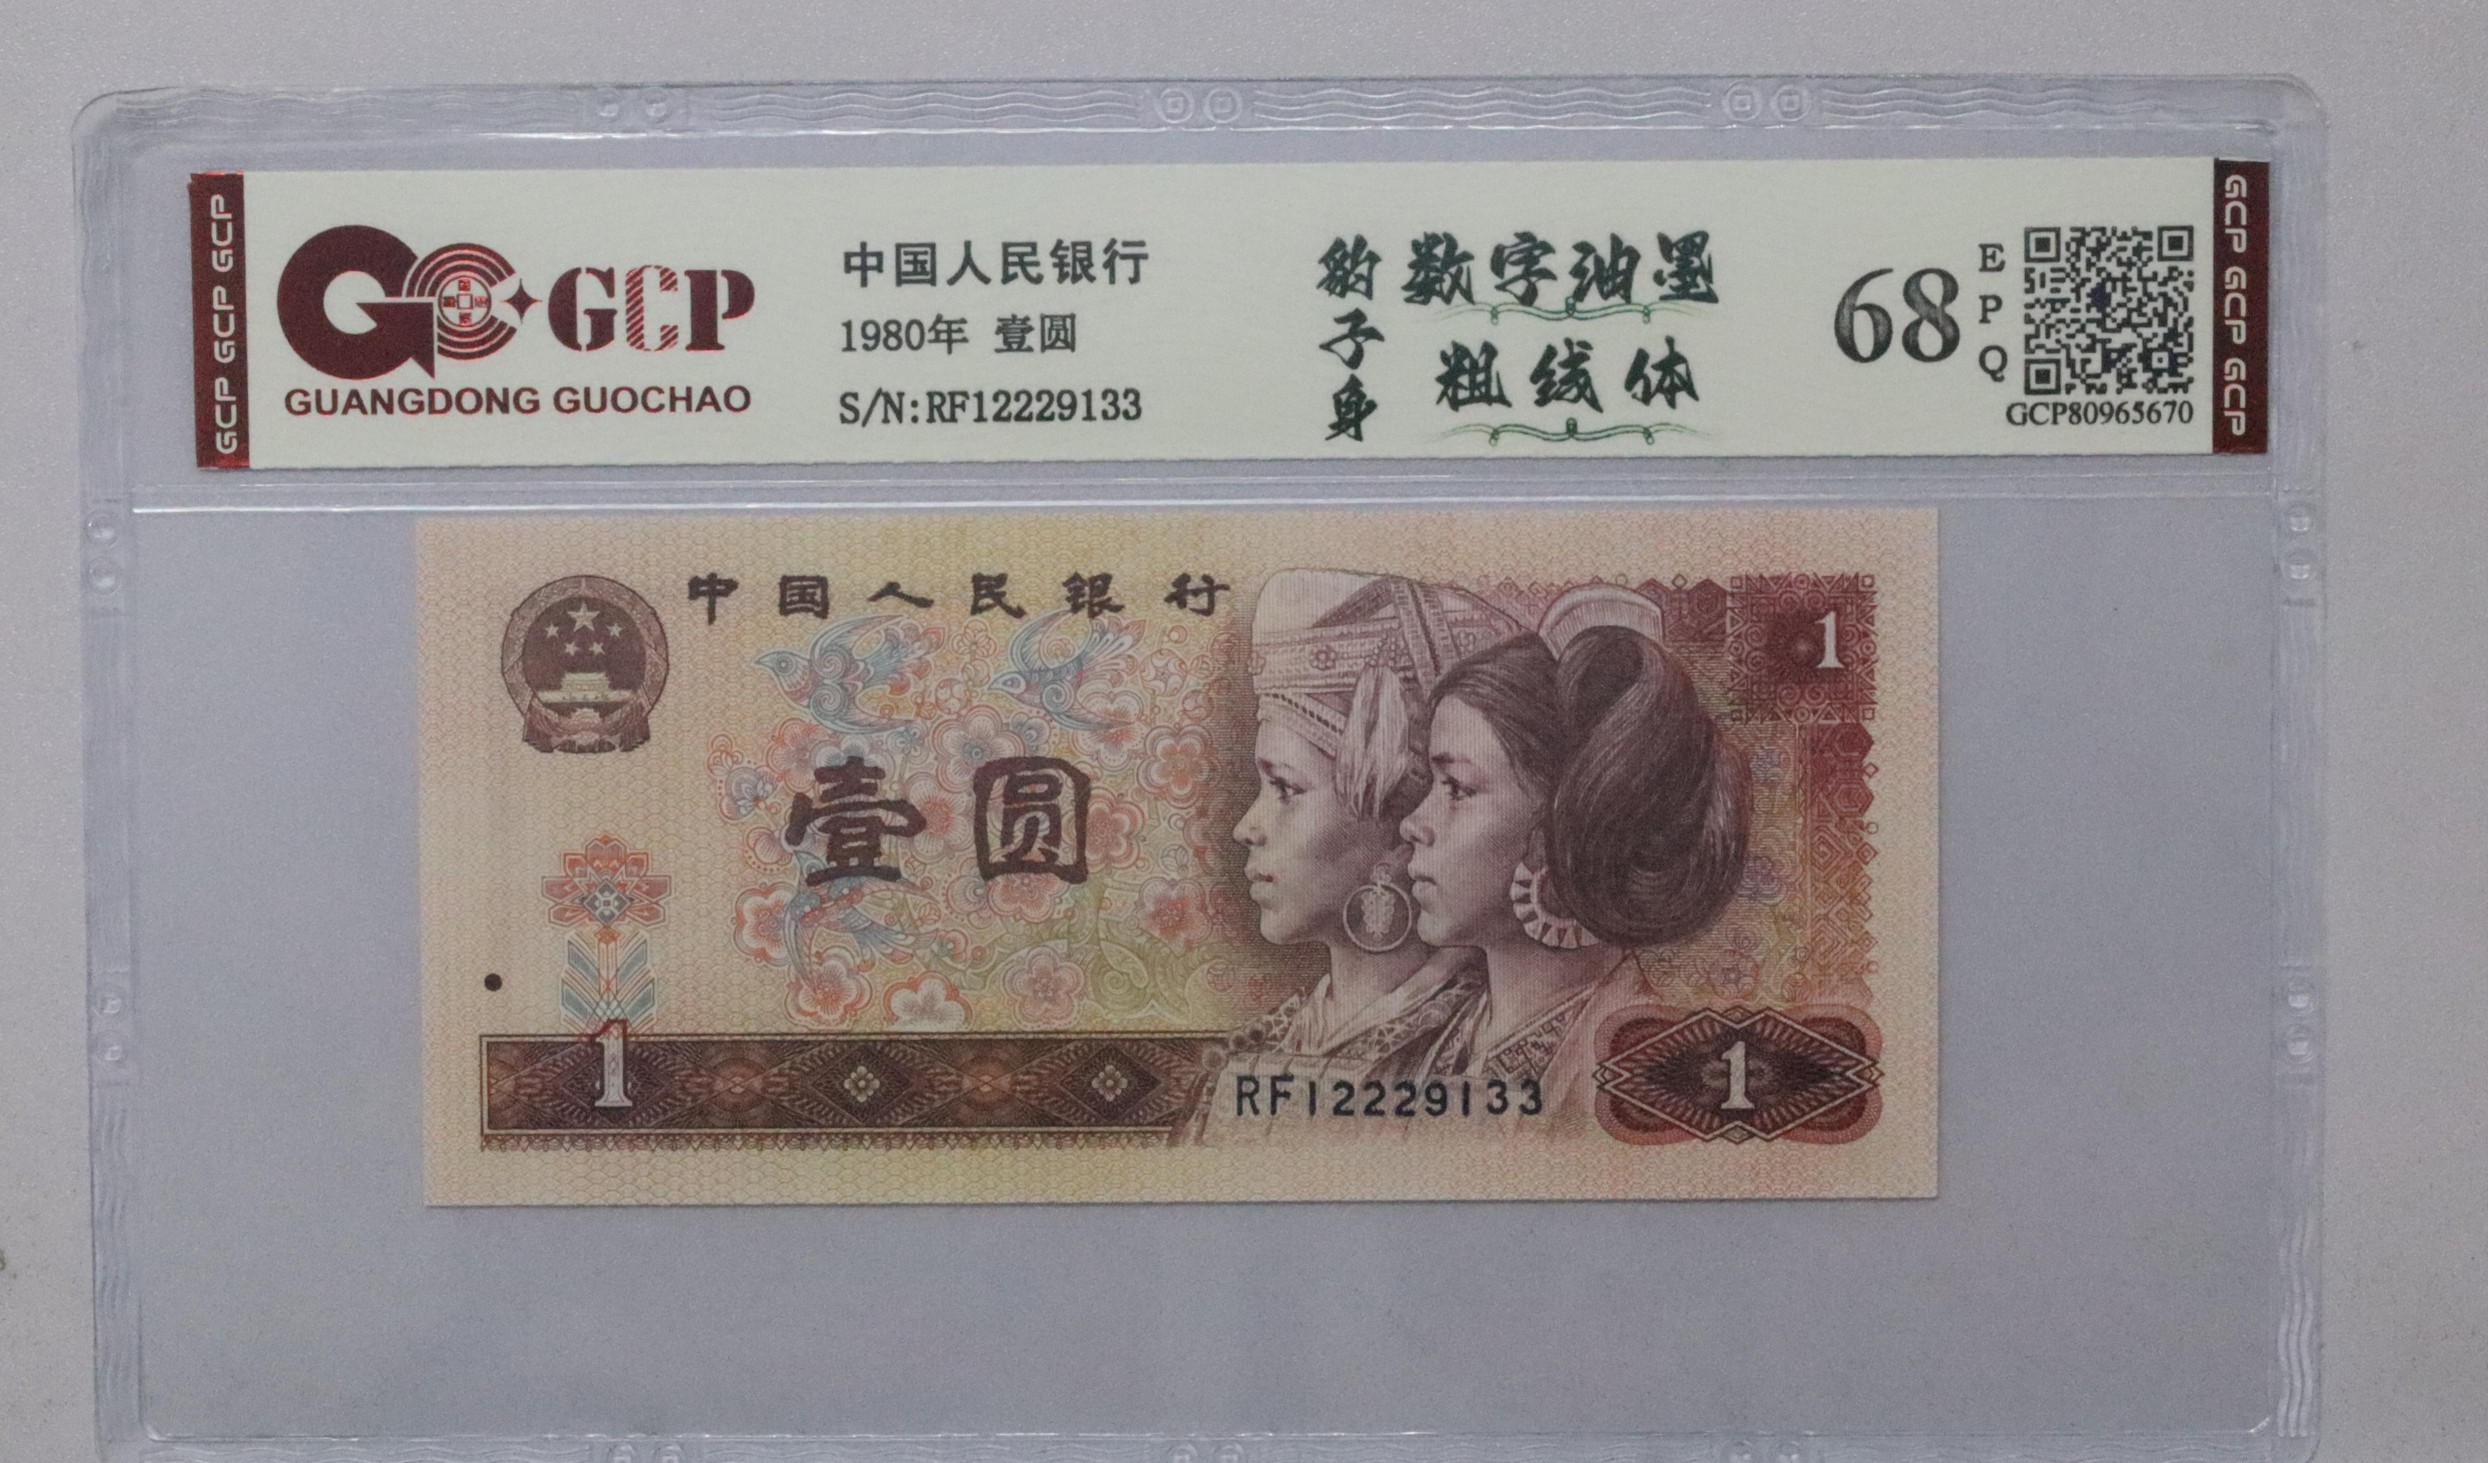 GCP GCP GCP
GCP
GUANGDONG GUOCHAO
中国人民银行
1980年 壹圆
S/N:RF12229133
豹子身
数字油墨
粗线体
68
EPQ
GCP80965670
GCP GCP GCP
中国人民银行
1
壹圆
1
RF12229133
1